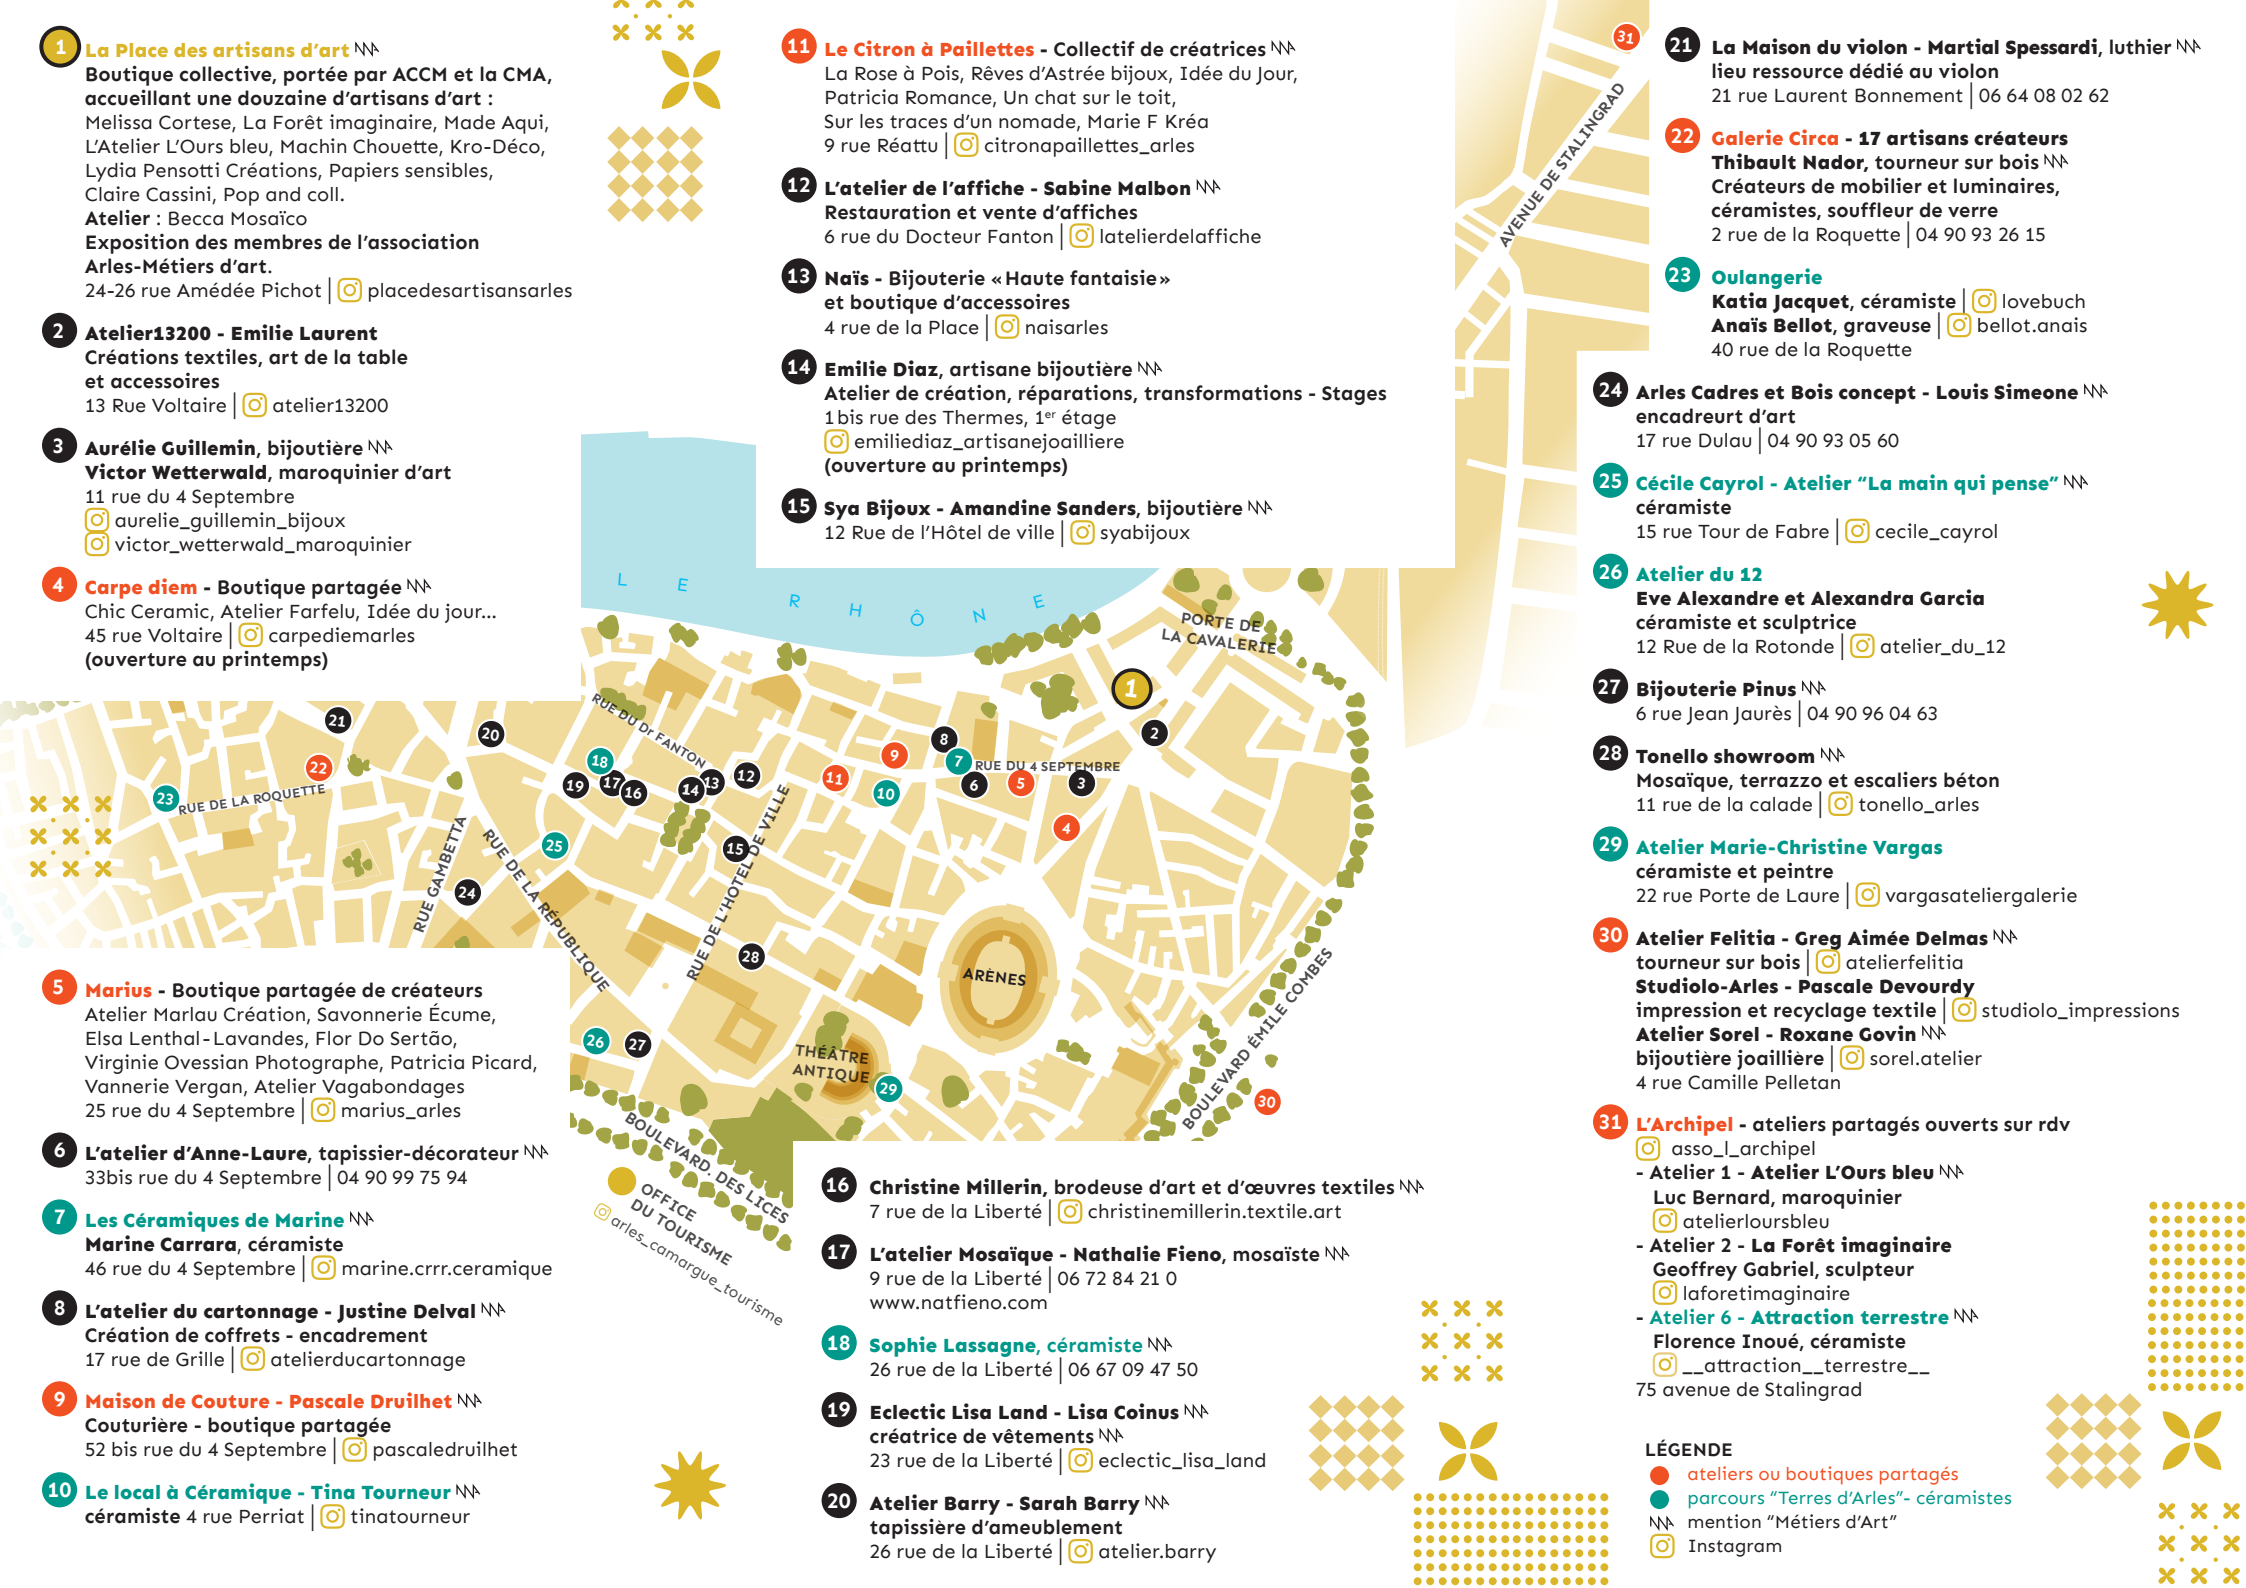 1 La Place des artisans d’art
Boutique collective, portée par ACCM et la CMA,
accueillant une douzaine d’artisans d’art :
Melissa Cortese, La Forêt imaginaire, Made Aqui,
L’Atelier L’Ours bleu, Machin Chouette, Kro-Déco,
Lydia Pensotti Créations, Papiers sensibles,
Claire Cassini, Pop and coll.
Atelier : Becca Mosaïco
Exposition des membres de l’association
Arles-Métiers d’art.
24-26 rue Amédée Pichot | placedesartisansarles
2 Atelier13200 - Emilie Laurent
Créations textiles, art de la table
et accessoires
13 Rue Voltaire | atelier13200
3 Aurélie Guillemin, bijoutière
Victor Wetterwald, maroquinier d’art
11 rue du 4 Septembre
aurelie_guillemin_bijoux
victor_wetterwald_maroquinier
4 Carpe diem - Boutique partagée
Chic Ceramic, Atelier Farfelu, Idée du jour...
45 rue Voltaire | carpediemarles
(ouverture au printemps)
5 Marius - Boutique partagée de créateurs
Atelier Marlau Création, Savonnerie Écume,
Elsa Lenthal-Lavandes, Flor Do Sertão,
Virginie Ovessian Photographe, Patricia Picard,
Vannerie Vergan, Atelier Vagabondages
25 rue du 4 Septembre | marius_arles
6 L’atelier d’Anne-Laure, tapissier-décorateur
33bis rue du 4 Septembre | 04 90 99 75 94
7 Les Céramiques de Marine
Marine Carrara, céramiste
46 rue du 4 Septembre | marine.crrr.ceramique
8 L’atelier du cartonnage - Justine Delval
Création de coffrets - encadrement
17 rue de Grille | atelierducartonnage
9 Maison de Couture - Pascale Druilhet
Couturière - boutique partagée
52 bis rue du 4 Septembre | pascaledruilhet
10 Le local à Céramique - Tina Tourneur
céramiste 4 rue Perriat | tinatourneur
11 Le Citron à Paillettes - Collectif de créatrices
La Rose à Pois, Rêves d’Astrée bijoux, Idée du Jour,
Patricia Romance, Un chat sur le toit,
Sur les traces d’un nomade, Marie F Kréa
9 rue Réattu | citronapaillettes_arles
12 L’atelier de l’affiche - Sabine Malbon
Restauration et vente d’affiches
6 rue du Docteur Fanton | latelierdelaffiche
13 Naïs - Bijouterie «Haute fantaisie»
et boutique d’accessoires
4 rue de la Place | naisarles
14 Emilie Diaz, artisane bijoutière
Atelier de création, réparations, transformations - Stages
1bis rue des Thermes, 1er étage
emiliediaz_artisanejoailliere
(ouverture au printemps)
15 Sya Bijoux - Amandine Sanders, bijoutière
12 Rue de l’Hôtel de ville | syabijoux
LE RHÔNE
PORTE DE
LA CAVALERIE
AVENUE DE STALINGRAD
31
1
2
RUE DU Dr FANTON
21
20
22
23
RUE DE LA ROQUETTE
18
19
17
16
14
13
12
11
9
8
7
RUE DU 4 SEPTEMBRE
10
6
5
3
4
25
15
24
RUE GAMBETTA
RUE DE LA RÉPUBLIQUE
RUE DE L’HOTEL DE VILLE
28
ARÈNES
26
27
THÉÂTRE
ANTIQUE
29
30
BOULEVARD ÉMILE COMBES
BOULEVARD. DES LICES
OFFICE
DU TOURISME
arles_camargue_tourisme
16 Christine Millerin, brodeuse d’art et d’œuvres textiles
7 rue de la Liberté | christinemillerin.textile.art
17 L’atelier Mosaïque - Nathalie Fieno, mosaïste
9 rue de la Liberté | 06 72 84 21 0
www.natfieno.com
18 Sophie Lassagne, céramiste
26 rue de la Liberté | 06 67 09 47 50
19 Eclectic Lisa Land - Lisa Coinus
créatrice de vêtements
23 rue de la Liberté | eclectic_lisa_land
20 Atelier Barry - Sarah Barry
tapissière d’ameublement
26 rue de la Liberté | atelier.barry
21 La Maison du violon - Martial Spessardi, luthier
lieu ressource dédié au violon
21 rue Laurent Bonnement | 06 64 08 02 62
22 Galerie Circa - 17 artisans créateurs
Thibault Nador, tourneur sur bois
Créateurs de mobilier et luminaires,
céramistes, souffleur de verre
2 rue de la Roquette | 04 90 93 26 15
23 Oulangerie
Katia Jacquet, céramiste | lovebuch
Anaïs Bellot, graveuse | bellot.anais
40 rue de la Roquette
24 Arles Cadres et Bois concept - Louis Simeone
encadreurt d’art
17 rue Dulau | 04 90 93 05 60
25 Cécile Cayrol - Atelier “La main qui pense”
céramiste
15 rue Tour de Fabre | cecile_cayrol
26 Atelier du 12
Eve Alexandre et Alexandra Garcia
céramiste et sculptrice
12 Rue de la Rotonde | atelier_du_12
27 Bijouterie Pinus
6 rue Jean Jaurès | 04 90 96 04 63
28 Tonello showroom
Mosaïque, terrazzo et escaliers béton
11 rue de la calade | tonello_arles
29 Atelier Marie-Christine Vargas
céramiste et peintre
22 rue Porte de Laure | vargasateliergalerie
30 Atelier Felitia - Greg Aimée Delmas
tourneur sur bois | atelierfelitia
Studiolo-Arles - Pascale Devourdy
impression et recyclage textile | studiolo_impressions
Atelier Sorel - Roxane Govin
bijoutière joaillière | sorel.atelier
4 rue Camille Pelletan
31 L’Archipel - ateliers partagés ouverts sur rdv
asso_l_archipel
- Atelier 1 - Atelier L’Ours bleu
Luc Bernard, maroquinier
atelierloursbleu
- Atelier 2 - La Forêt imaginaire
Geoffrey Gabriel, sculpteur
laforetimaginaire
- Atelier 6 - Attraction terrestre
Florence Inoué, céramiste
__attraction__terrestre__
75 avenue de Stalingrad
LÉGENDE
ateliers ou boutiques partagés
parcours “Terres d’Arles”- céramistes
mention “Métiers d’Art”
Instagram